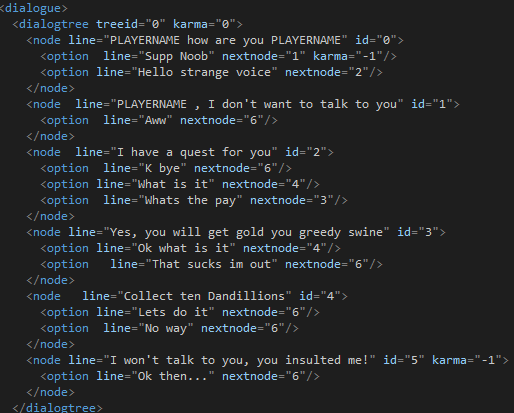 <dialogue>
<dialogtree treeid="0" karma="0">
<node line="PLAYERNAME how are you PLAYERNAME" id="0">
<option  line="Supp Noob" nextnode="1" karma="-1"/>
<option line="Hello strange voice" nextnode="2"/>
</node>
<node  line="PLAYERNAME , I don't want to talk to you" id="1">
<option  line="Aww" nextnode="6"/>
</node>
<node  line="I have a quest for you" id="2">
<option  line="K bye" nextnode="6"/>
<option line="What is it" nextnode="4"/>
<option  line="Whats the pay" nextnode="3"/>
</node>
<node line="Yes, you will get gold you greedy swine" id="3">
<option line="Ok what is it" nextnode="4"/>
<option   line="That sucks im out" nextnode="6"/>
</node>
<node   line="Collect ten Dandillions" id="4">
<option line="Lets do it" nextnode="6"/>
<option  line="No way" nextnode="6"/>
</node>
<node line="I won't talk to you, you insulted me!" id="5" karma="-1">
<option line="Ok then..." nextnode="6"/>
</node>
</dialogtree>